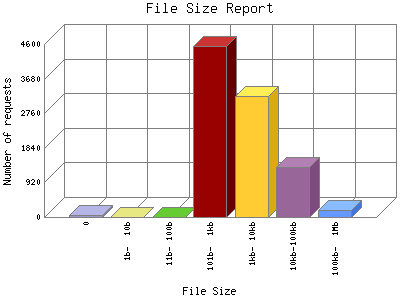 File Size Report
Number of requests
4600
3680
2760
1840
920
0
0
1b- 10b
11b- 100b
101b- 1kb
1kb- 10kb
10kb-100kb
100kb- 1Mb
File Size